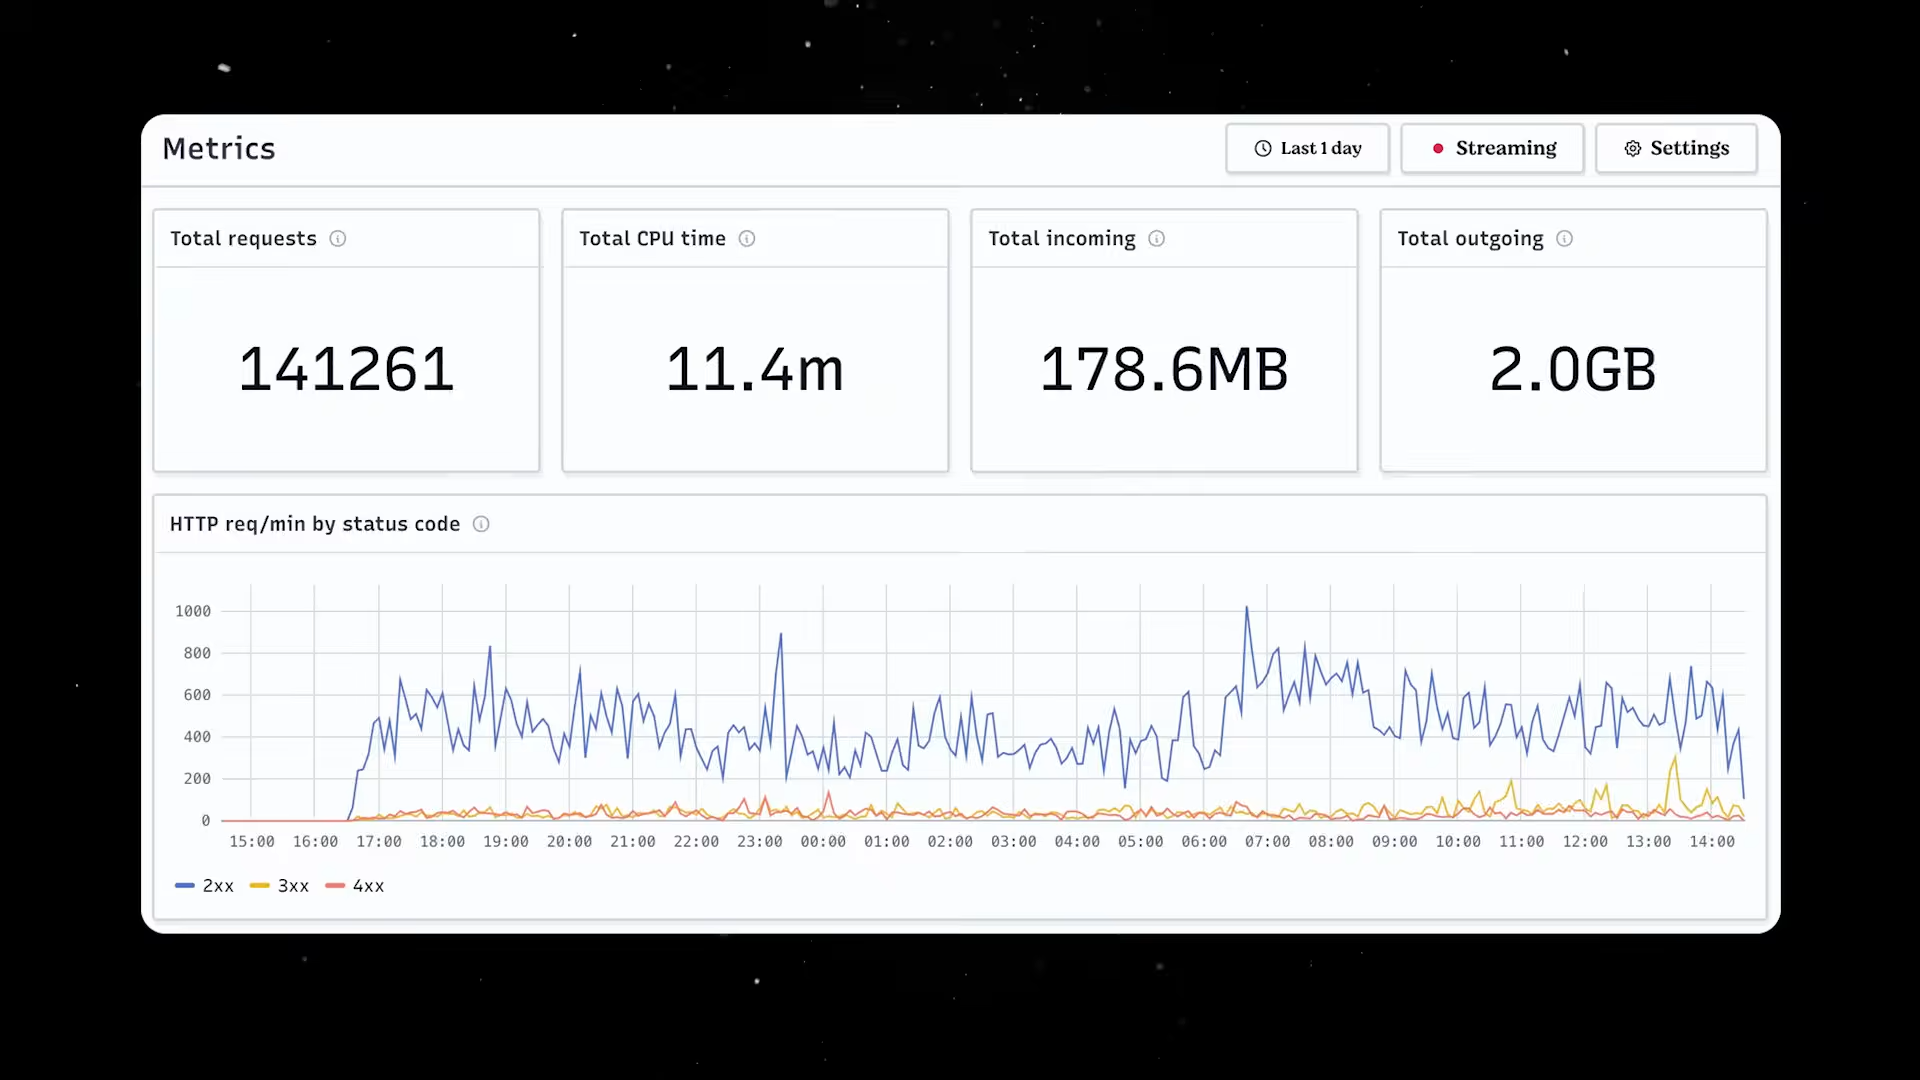 Metrics
Last 1 day
Streaming
Settings
Total requests
Total CPU time
Total incoming
Total outgoing
141261
11.4m
178.6MB
2.0GB
HTTP req/min by status code
1000
800
600
400
200
0
15:00 16:00 17:00 18:00 19:00 20:00 21:00 22:00 23:00 00:00 01:00 02:00 03:00 04:00 05:00 06:00 07:00 08:00 09:00 10:00 11:00 12:00 13:00 14:00
2xx 3xx 4xx